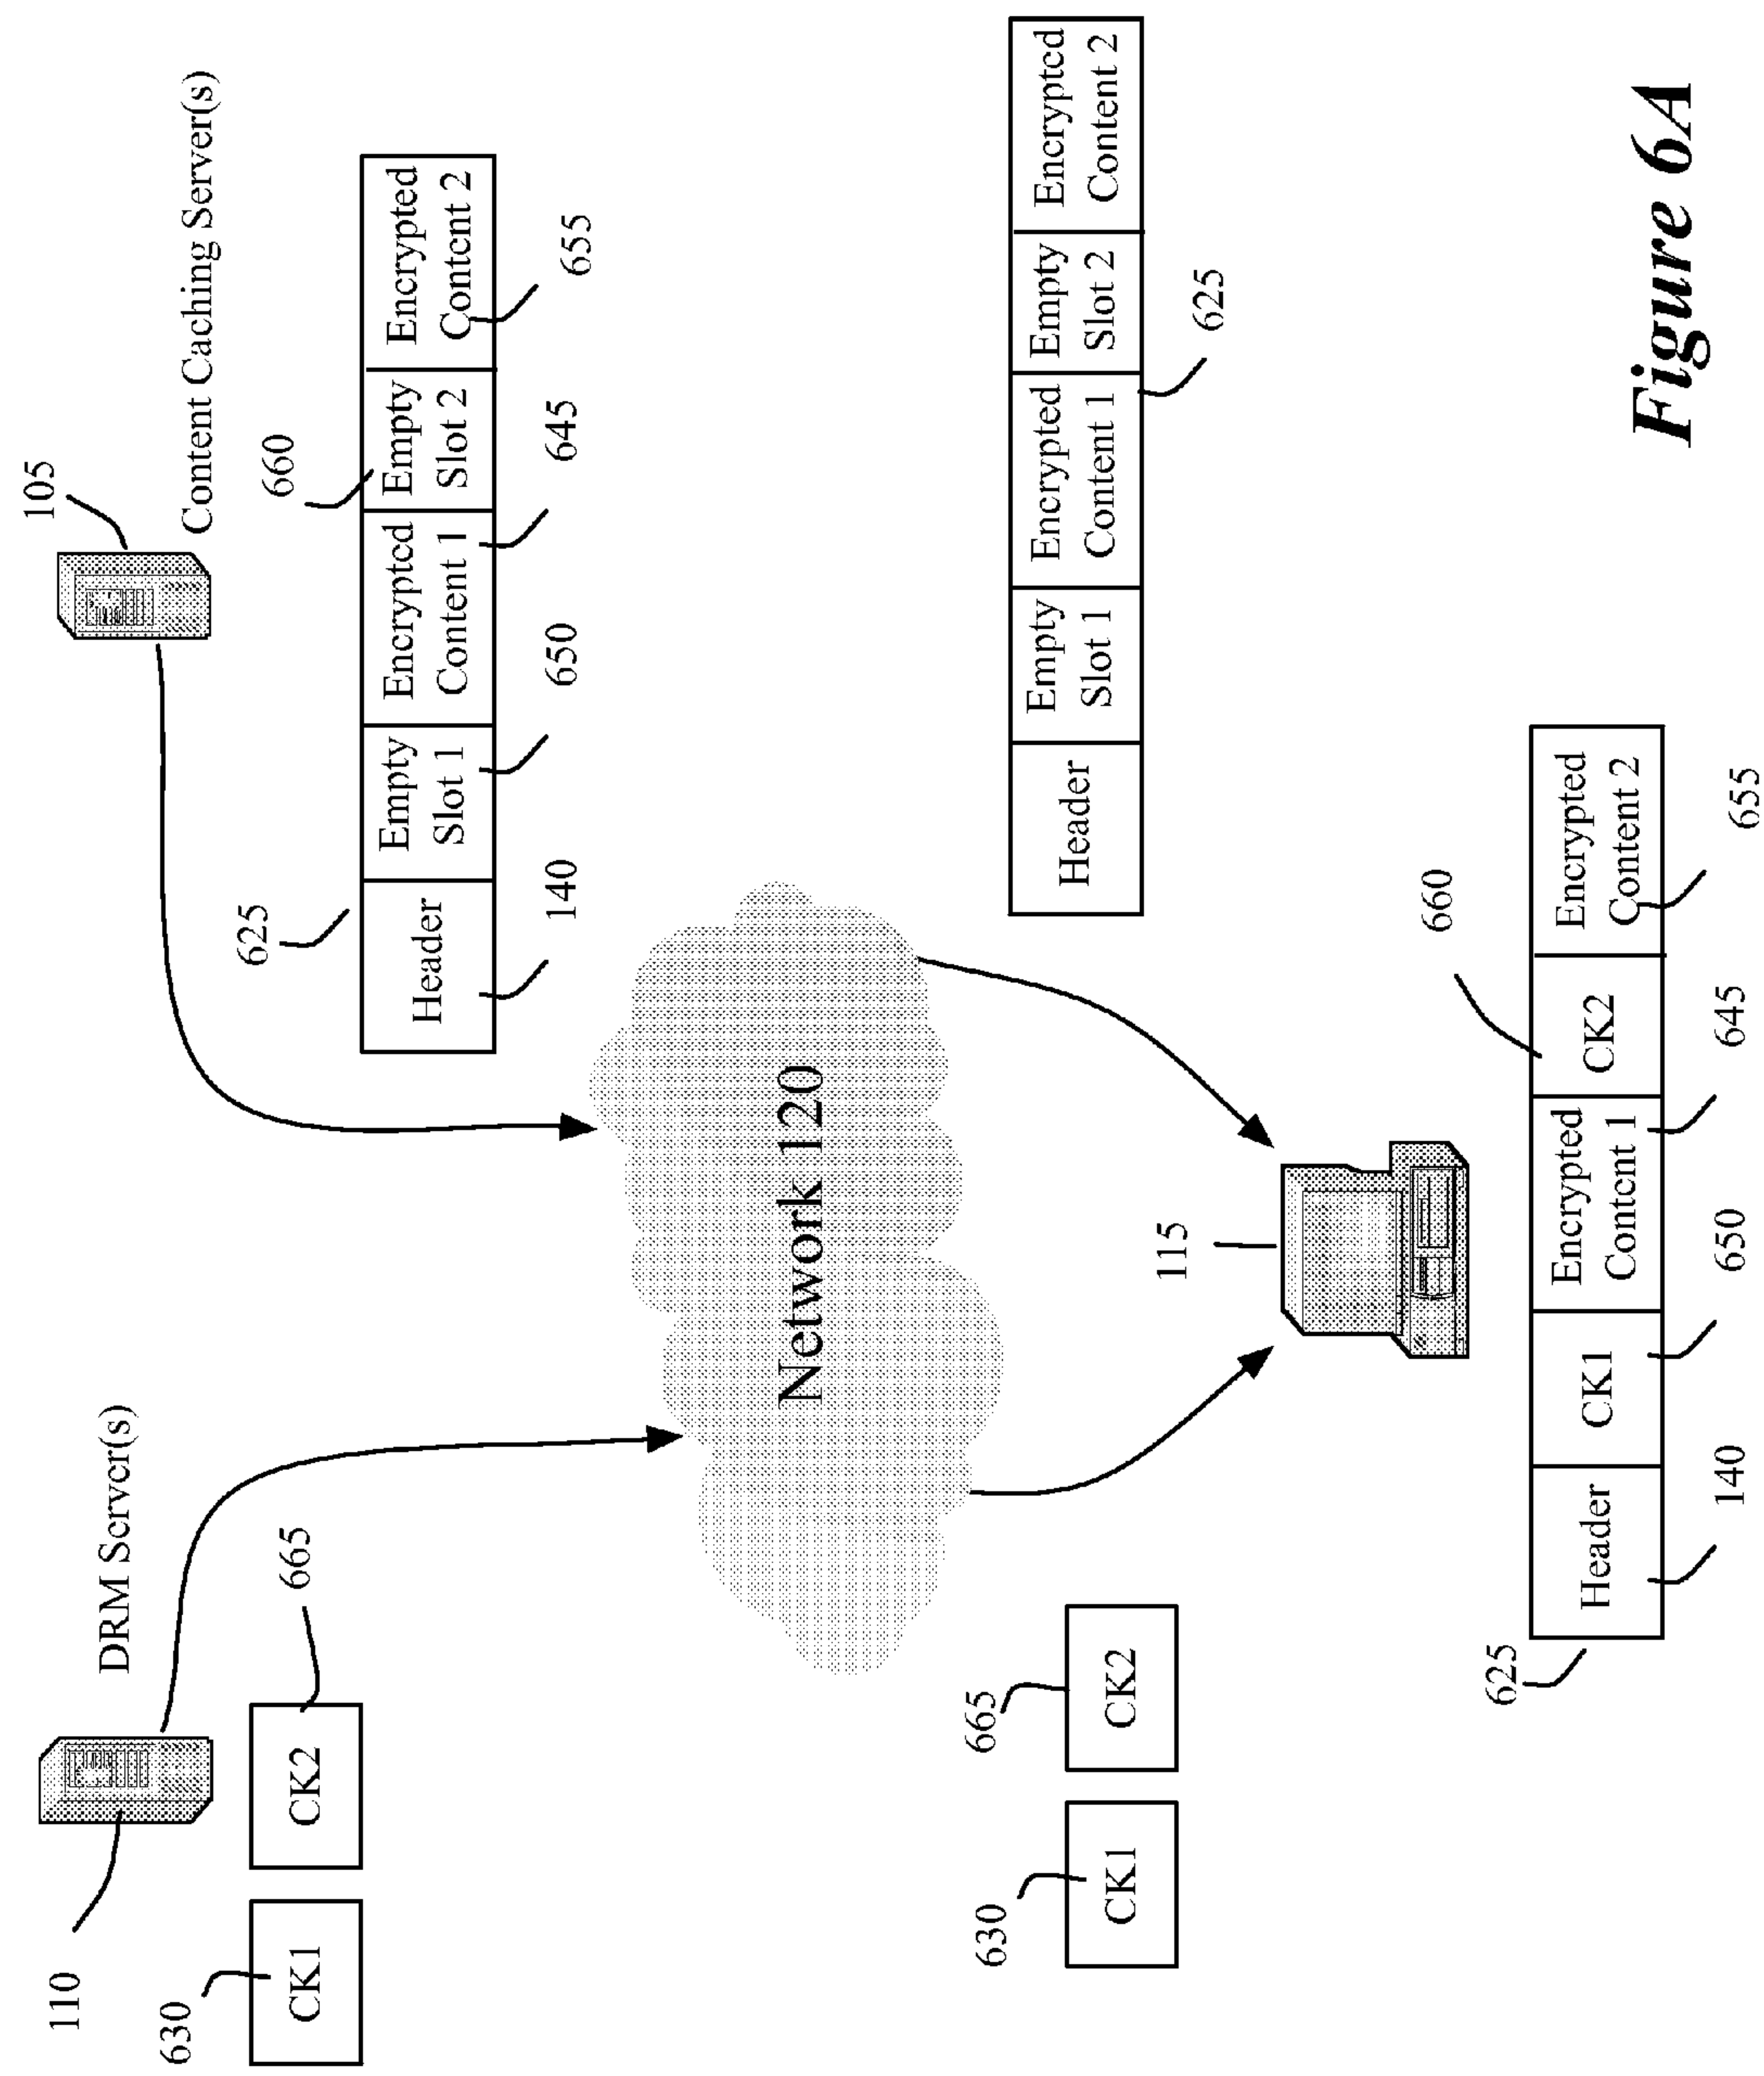 110
DRM Server(s)
105
Content Caching Server(s)
630
665
CK1
CK2
625
660
Header
Empty
Slot 1
Encrypted
Content 1
Empty
Slot 2
Encrypted
Content 2
140
650
645
655
Network 120
630
665
CK1
CK2
Header
Empty
Slot 1
Encrypted
Content 1
Empty
Slot 2
Encrypted
Content 2
625
115
625
660
Header
CK1
Encrypted
Content 1
CK2
Encrypted
Content 2
140
650
645
655
Figure 6A